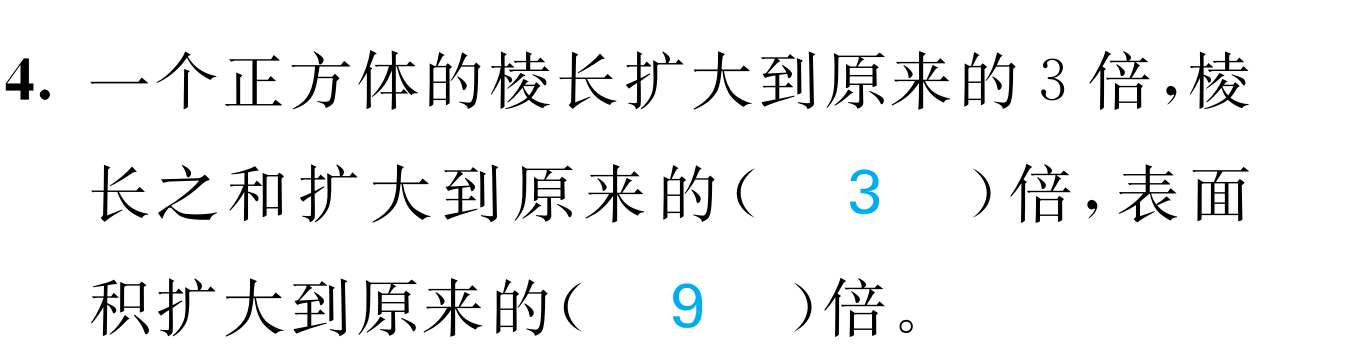 4. 一个正方体的棱长扩大到原来的 3 倍,棱
长之和扩大到原来的( 3 )倍,表面
积扩大到原来的( 9 )倍。